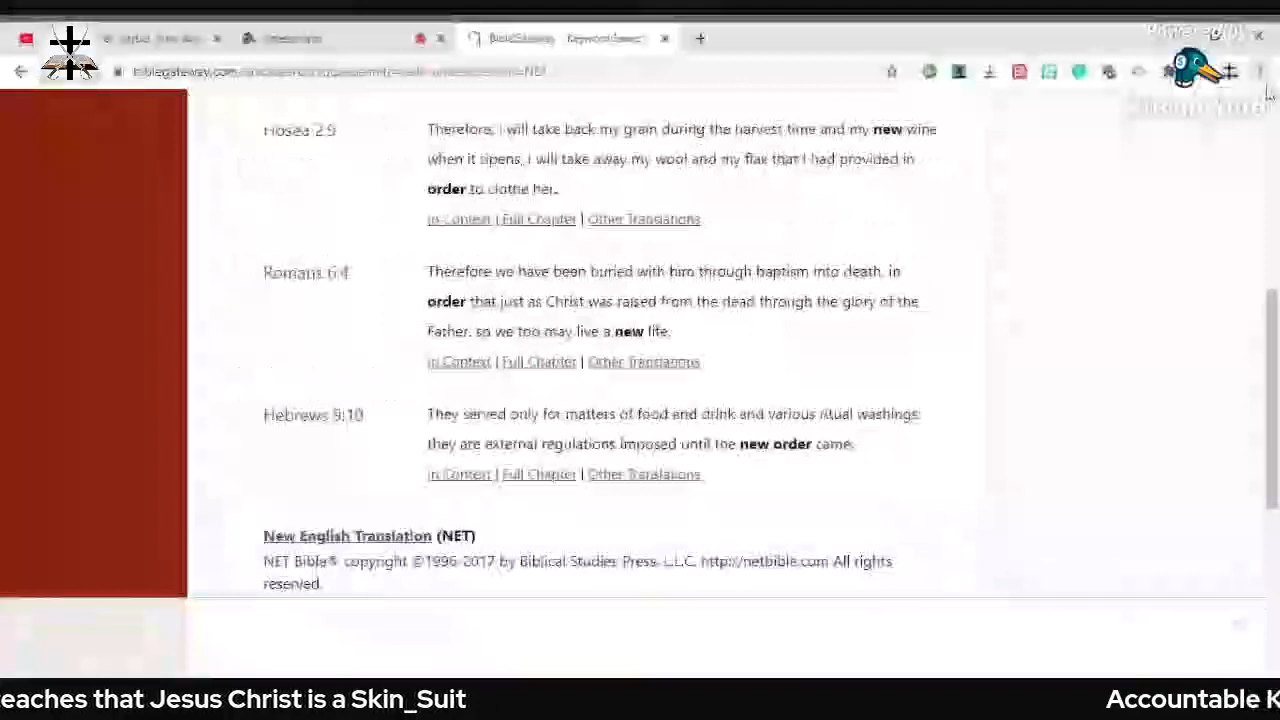 Hosea 2:9
Therefore, I will take back my grain during the harvest time and my new wine
when it ripens. I will take away my wool and my flax that I had provided in
order to clothe her.
In Context | Full Chapter | Other Translations
Romans 6:4
Therefore we have been buried with him through baptism into death, in
order that just as Christ was raised from the dead through the glory of the
Father, so we too may live a new life.
In Context | Full Chapter | Other Translations
Hebrews 9:10
They served only for matters of food and drink and various ritual washings;
they are external regulations imposed until the new order came.
In Context | Full Chapter | Other Translations
New English Translation (NET)
NET Bible® copyright ©1996-2017 by Biblical Studies Press, L.L.C. http://netbible.com All rights
reserved.
eaches that Jesus Christ is a Skin_Suit
Accountable K